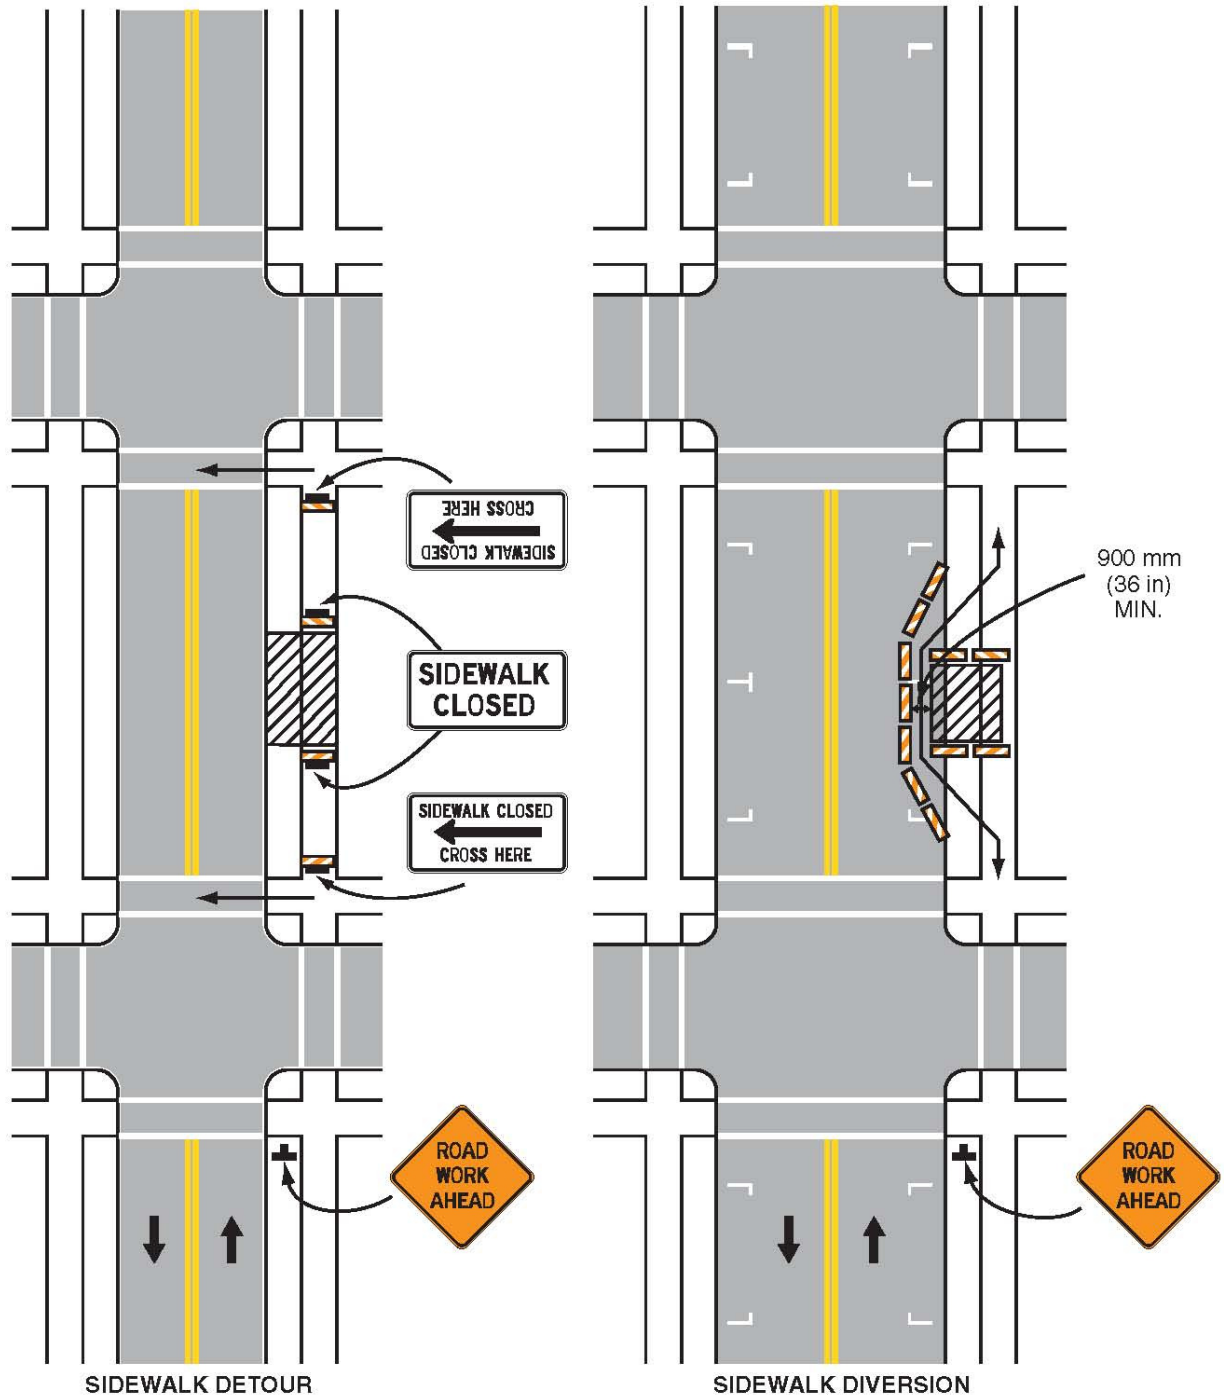 CROSS HERE
SIDEWALK CLOSED
SIDEWALK
CLOSED
SIDEWALK CLOSED
CROSS HERE
ROAD
WORK
AHEAD
SIDEWALK DETOUR
900 mm
(36 in)
MIN.
ROAD
WORK
AHEAD
SIDEWALK DIVERSION